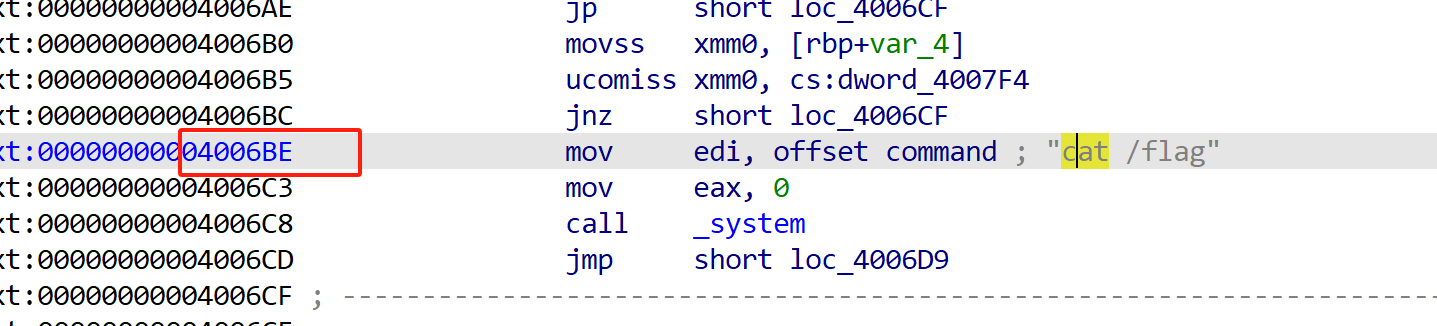 xt:00000000004006AE jp short loc_4006CF
xt:00000000004006B0 movss xmm0, [rbp+var_4]
xt:00000000004006B5 ucomiss xmm0, cs:dword_4007F4
xt:00000000004006BC jnz short loc_4006CF
xt:00000000004006BE mov edi, offset command ; "cat /flag"
xt:00000000004006C3 mov eax, 0
xt:00000000004006C8 call _system
xt:00000000004006CD jmp short loc_4006D9
xt:00000000004006CF ; ---------------------------------------------------------------------------